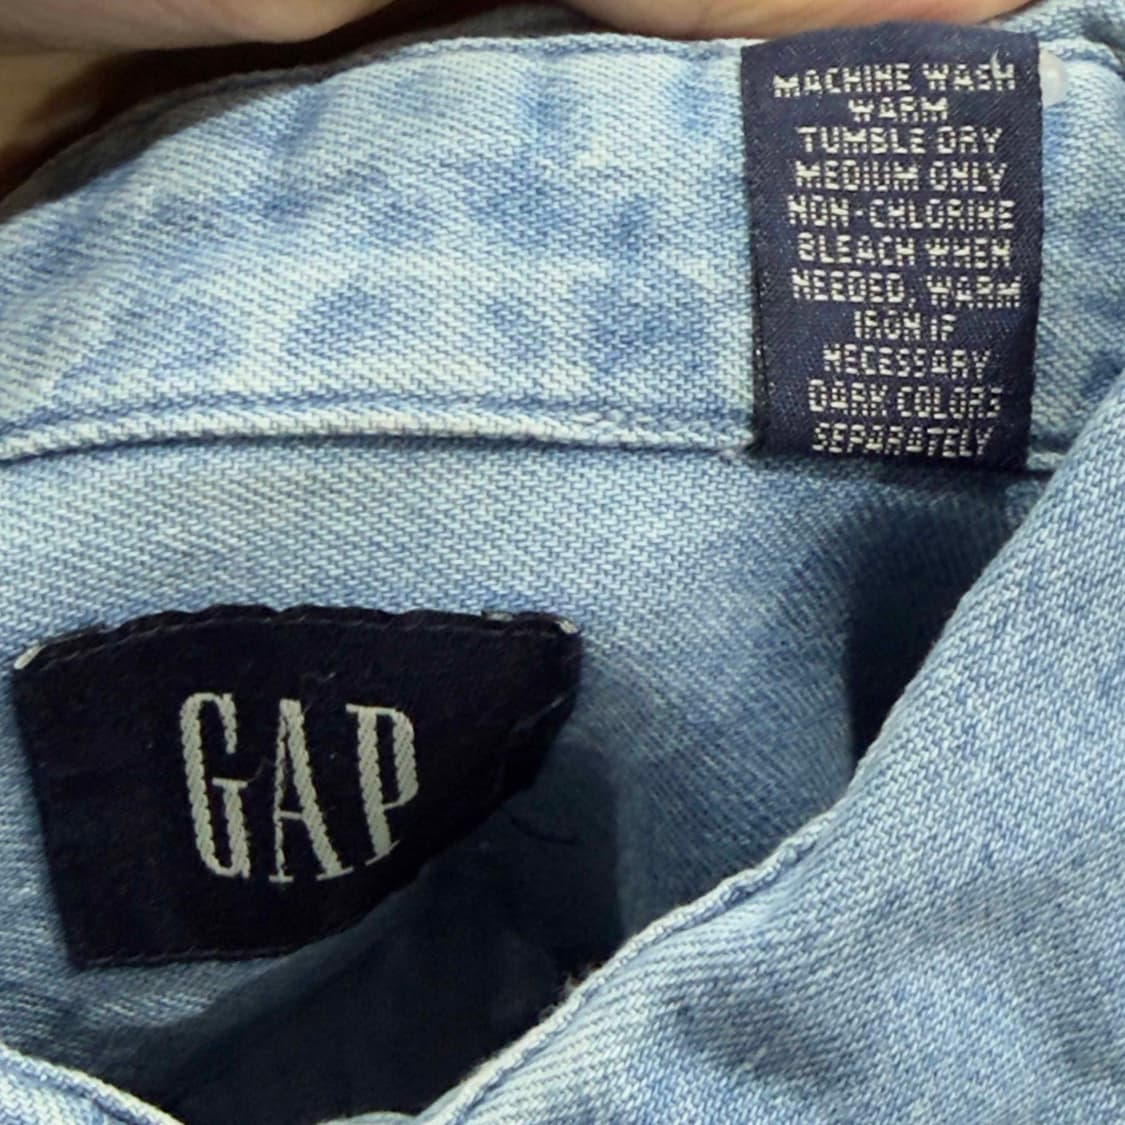 MACHINE WASH
WARM
TUMBLE DRY
MEDIUM ONLY
NON-CHLORINE
BLEACH WHEN
NEEDED, WARM
IRON IF
NECESSARY
DARK COLORS
SEPARATELY
GAP